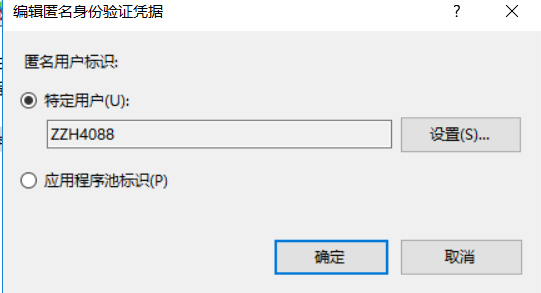 编辑匿名身份验证凭据
?
匿名用户标识:
特定用户(U):
ZZH4088
设置(S)...
应用程序池标识(P)
确定
取消